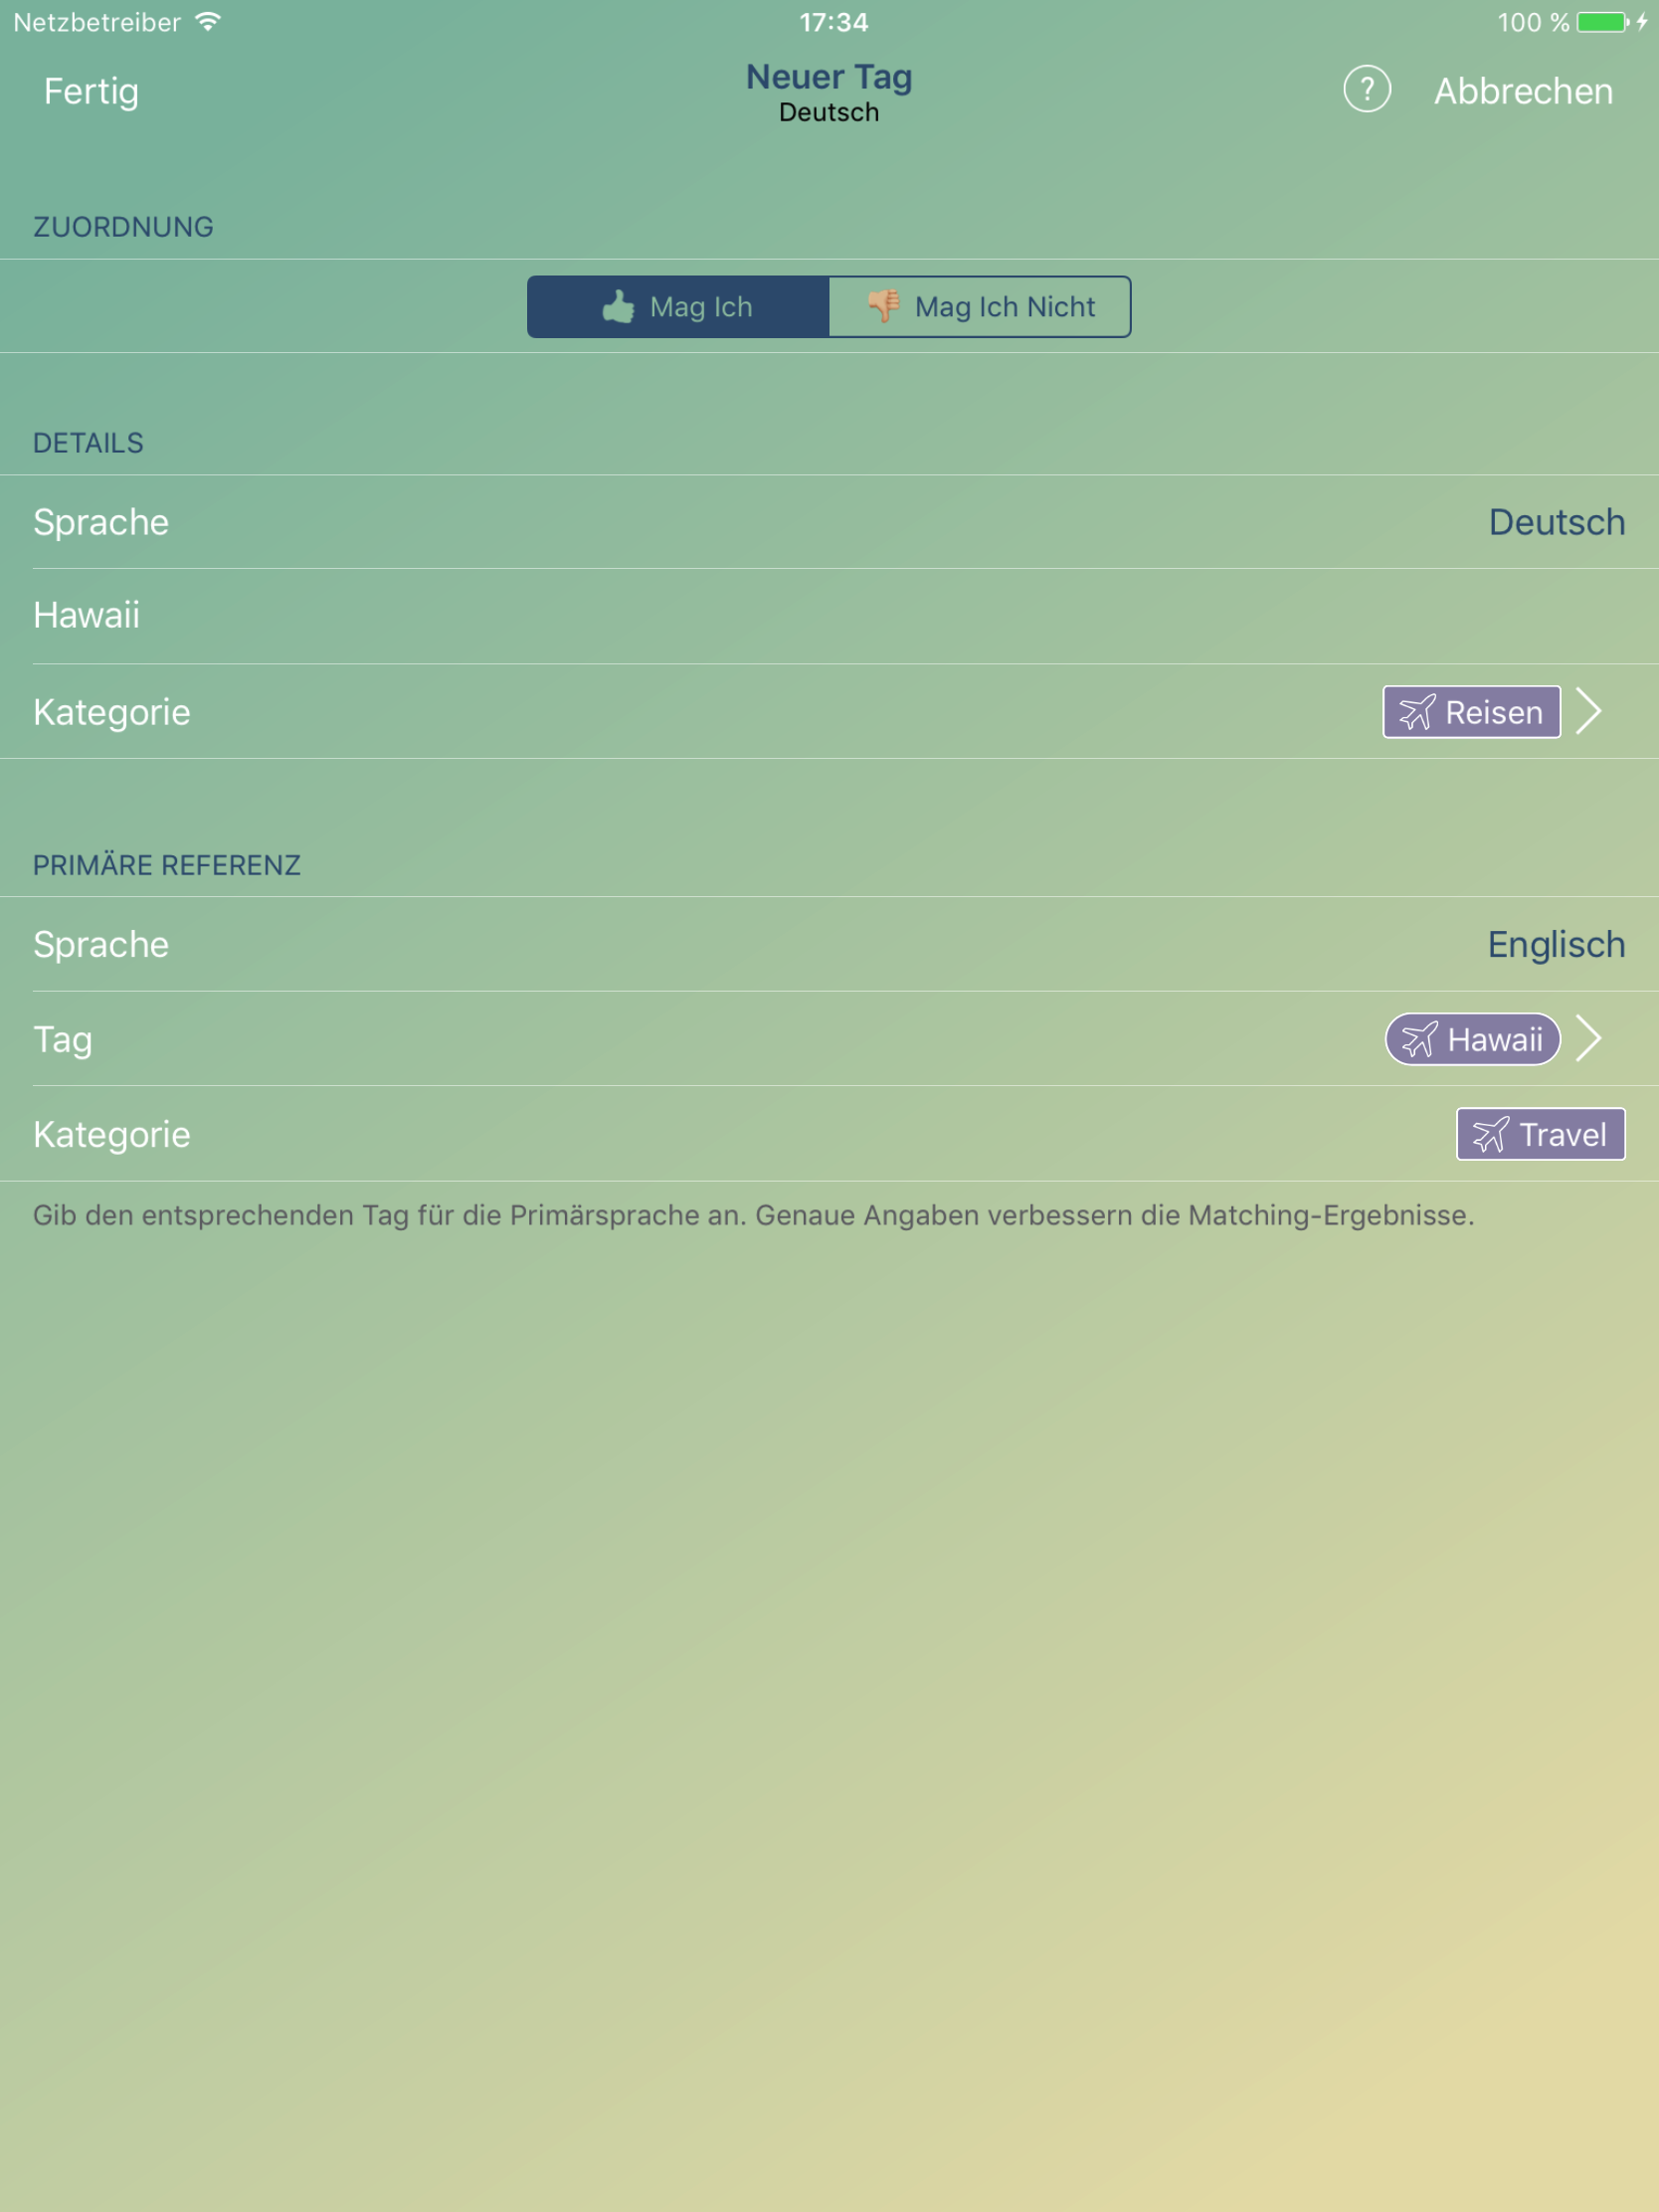 Netzbetreiber 17:34 100 %
Fertig Neuer Tag ? Abbrechen
Deutsch
ZUORDNUNG
Mag Ich Mag Ich Nicht
DETAILS
Sprache Deutsch
Hawaii
Kategorie Reisen
PRIMÄRE REFERENZ
Sprache Englisch
Tag Hawaii
Kategorie Travel
Gib den entsprechenden Tag für die Primärsprache an. Genaue Angaben verbessern die Matching-Ergebnisse.